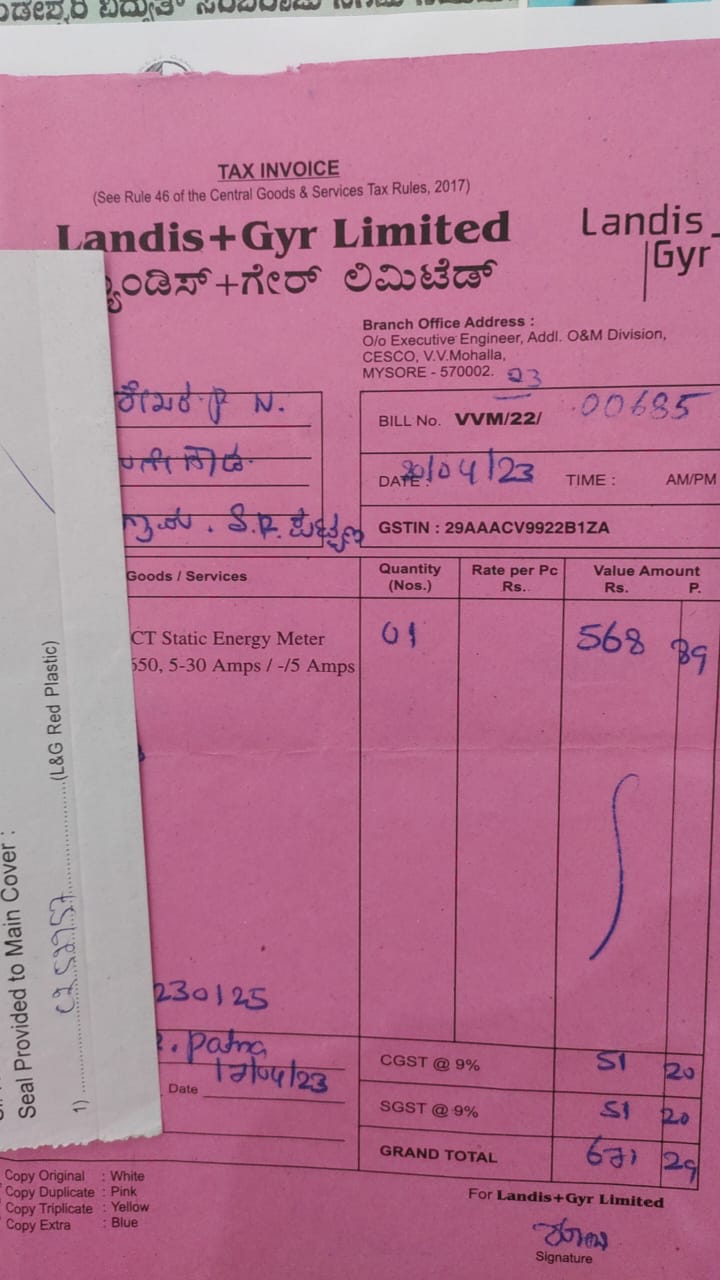 TAX INVOICE
(See Rule 46 of the Central Goods & Services Tax Rules, 2017)
Landis+Gyr Limited
Landis
Gyr
ಲ್ಯಾಂಡಿಸ್+ಗೇರ್ ಲಿಮಿಟೆಡ್
Branch Office Address :
O/o Executive Engineer, Addl. O&M Division,
CESCO, V.V.Mohalla,
MYSORE - 570002.
23
N.
BILL No. VVM/22/ 00685
DATE : 20/04/23 TIME : AM/PM
S.R.
GSTIN : 29AAACV9922B1ZA
Goods / Services Quantity (Nos.) Rate per Pc Rs. Value Amount Rs. P.
CT Static Energy Meter 01 568 89
650, 5-30 Amps / -/5 Amps
230125
Patna
Date 17/04/23
CGST @ 9% 51 20
SGST @ 9% 51 20
GRAND TOTAL 671 29
Seal Provided to Main Cover :
1) (L&G Red Plastic)
Copy Original : White
Copy Duplicate : Pink
Copy Triplicate : Yellow
Copy Extra : Blue
For Landis+Gyr Limited
Signature